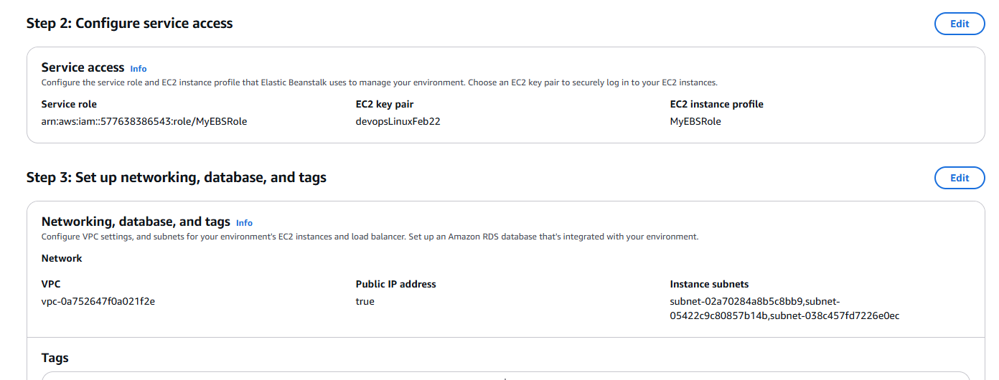 Step 2: Configure service access
Edit
Service access Info
Configure the service role and EC2 instance profile that Elastic Beanstalk uses to manage your environment. Choose an EC2 key pair to securely log in to your EC2 instances.
Service role
arn:aws:iam::577638386543:role/MyEBSRole
EC2 key pair
devopsLinuxFeb22
EC2 instance profile
MyEBSRole
Step 3: Set up networking, database, and tags
Edit
Networking, database, and tags Info
Configure VPC settings, and subnets for your environment's EC2 instances and load balancer. Set up an Amazon RDS database that's integrated with your environment.
Network
VPC
vpc-0a752647f0a021f2e
Public IP address
true
Instance subnets
subnet-02a70284a8b5c8bb9,subnet-
05422c9c80857b14b,subnet-038c457fd7226e0ec
Tags